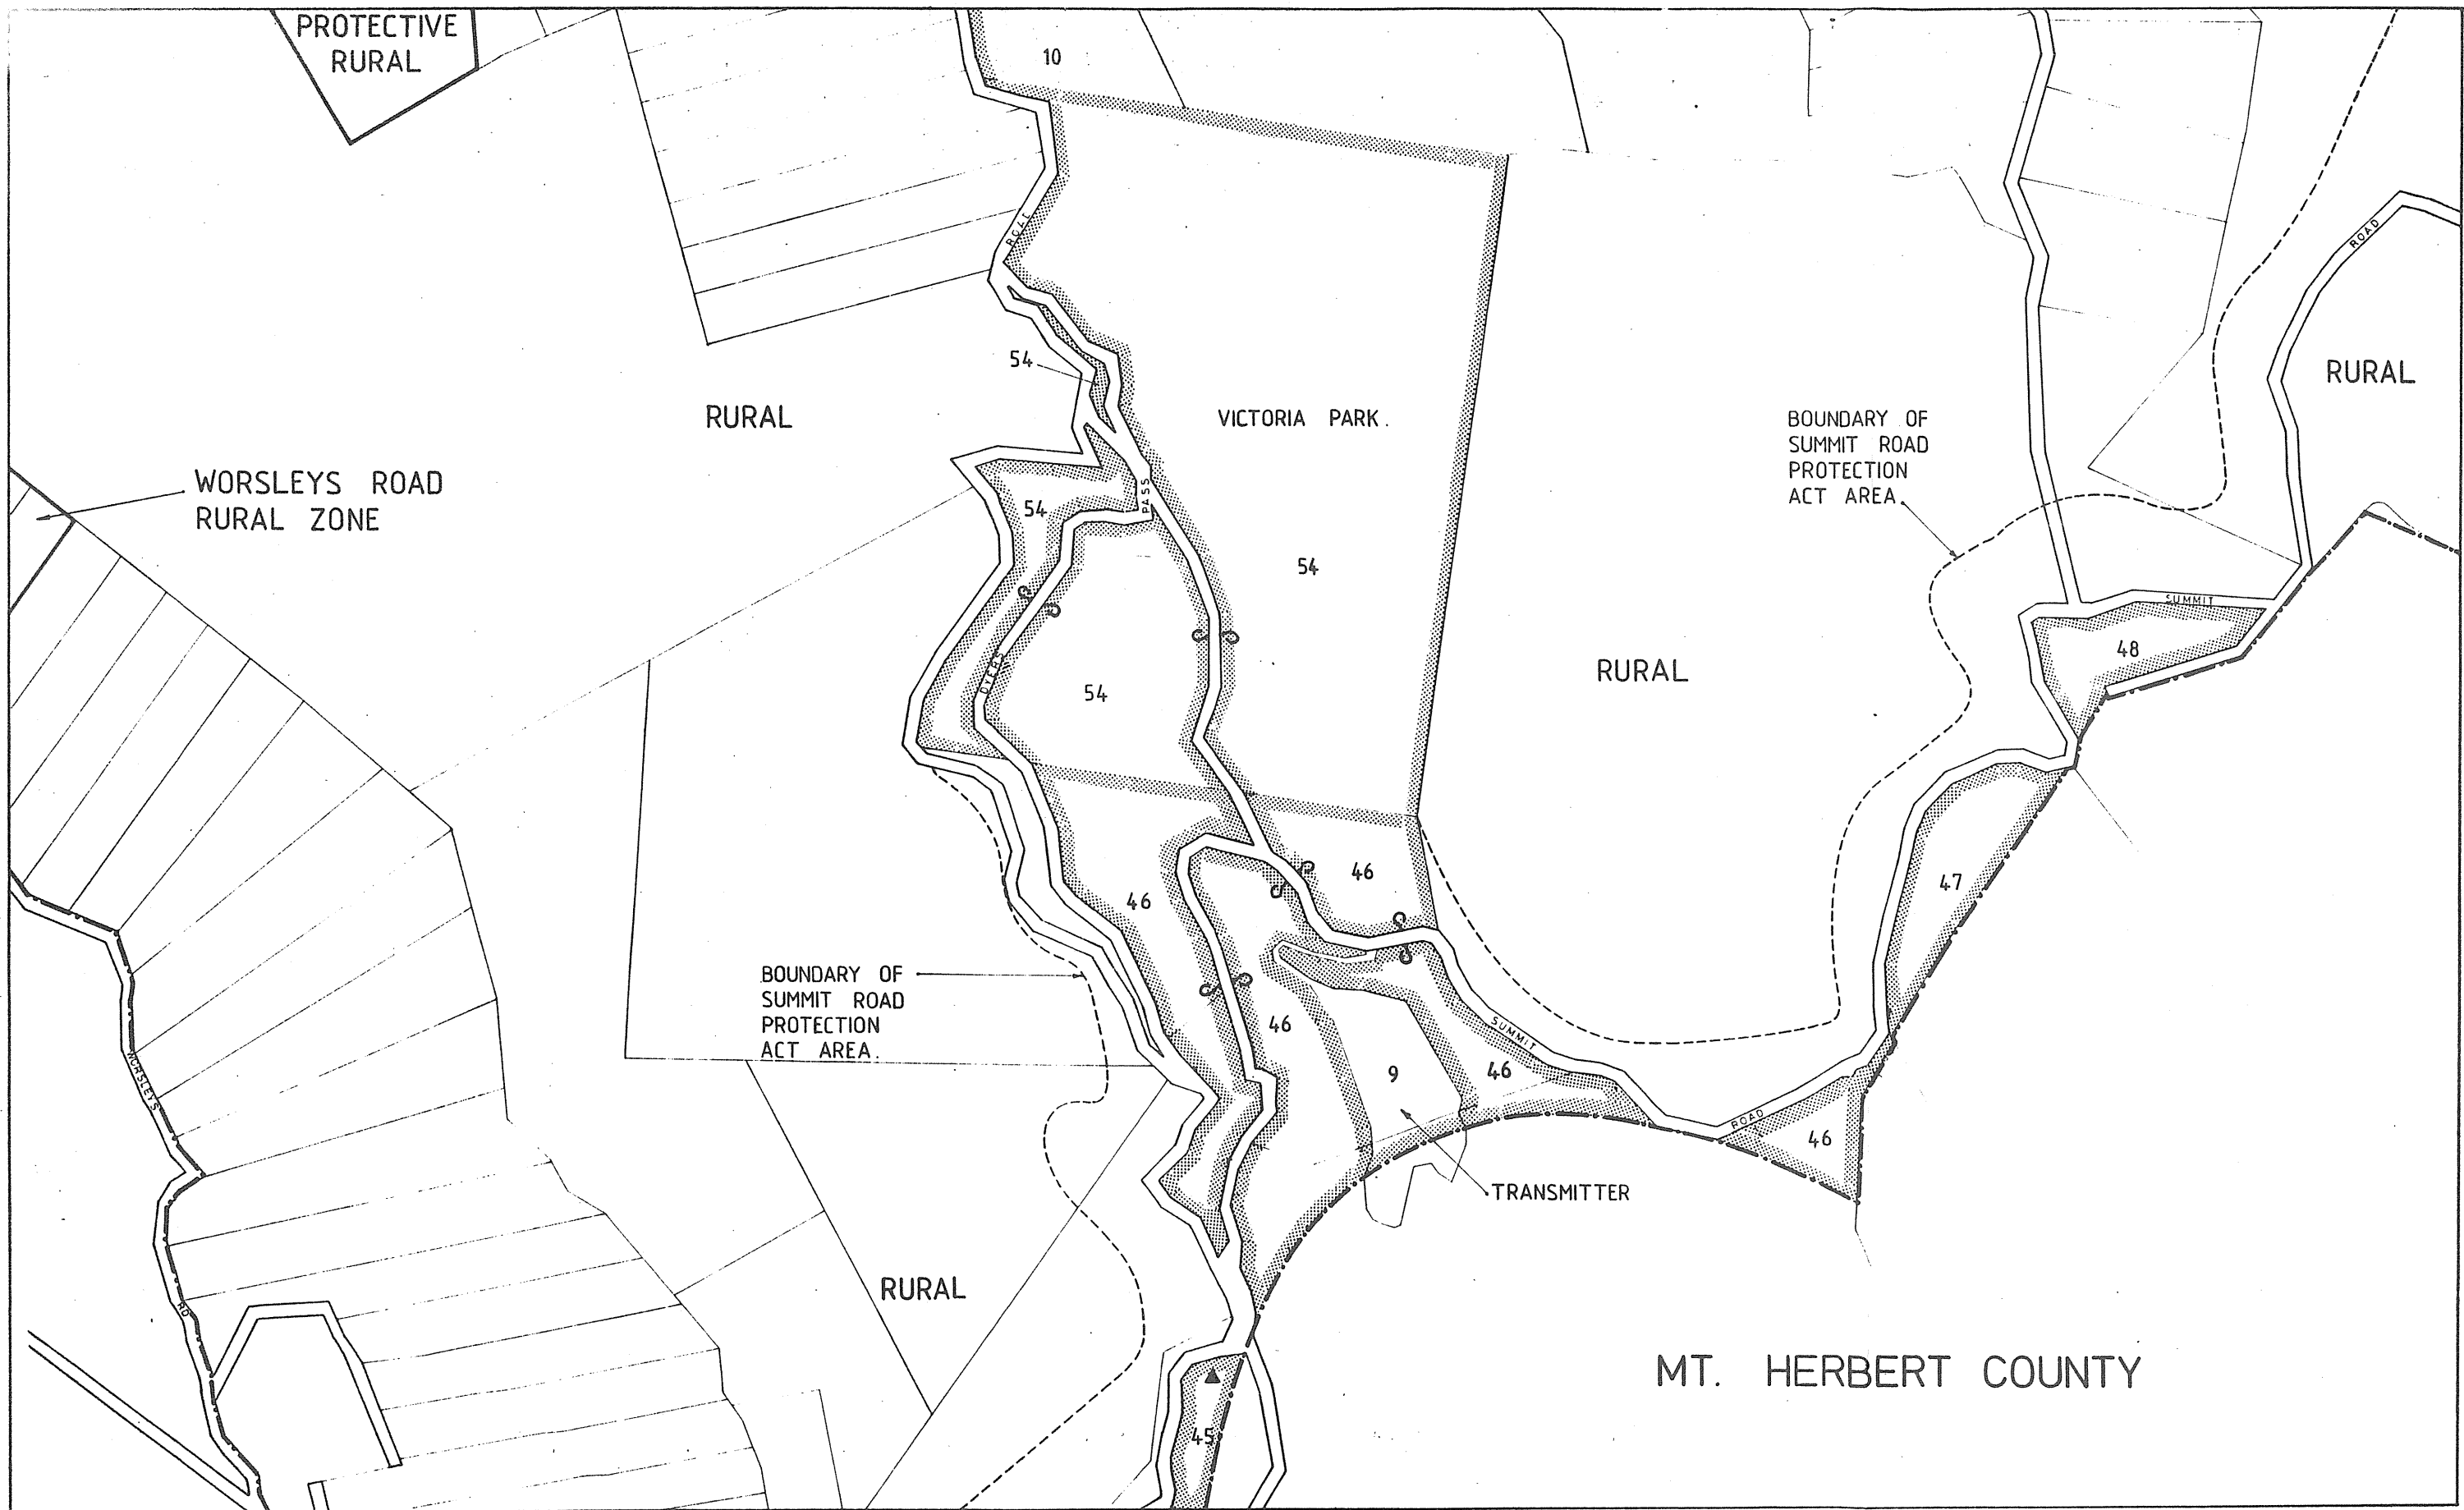 PROTECTIVE
RURAL
10
ROAD
54
RURAL
VICTORIA PARK.
BOUNDARY OF
SUMMIT ROAD
PROTECTION
ACT AREA.
ROAD
RURAL
WORSLEYS ROAD
RURAL ZONE
PASS
54
54
DYERS
54
RURAL
SUMMIT
48
46
46
47
BOUNDARY OF
SUMMIT ROAD
PROTECTION
ACT AREA.
46
SUMMIT
9
46
ROAD
46
WORSLEYS
TRANSMITTER
RURAL
RD
MT. HERBERT COUNTY
45